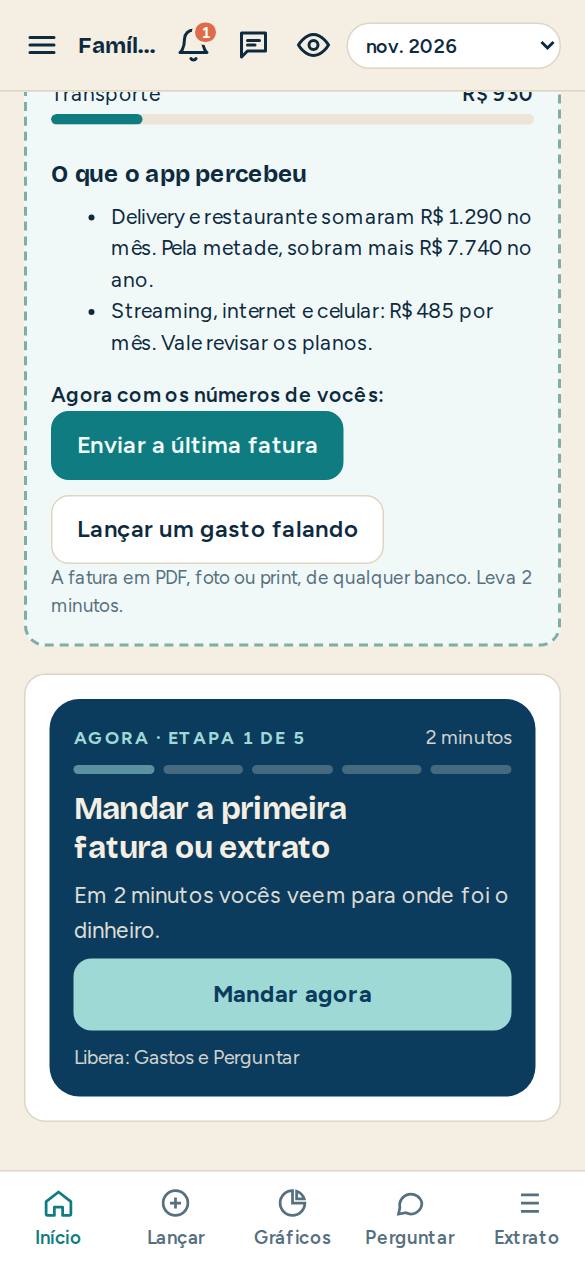 Famíl...
1
nov. 2026
Transporte
R$ 930
O que o app percebeu
• Delivery e restaurante somaram R$ 1.290 no
mês. Pela metade, sobram mais R$ 7.740 no
ano.
• Streaming, internet e celular: R$ 485 por
mês. Vale revisar os planos.
Agora com os números de vocês:
Enviar a última fatura
Lançar um gasto falando
A fatura em PDF, foto ou print, de qualquer banco. Leva 2
minutos.
AGORA · ETAPA 1 DE 5
2 minutos
Mandar a primeira
fatura ou extrato
Em 2 minutos vocês veem para onde foi o
dinheiro.
Mandar agora
Libera: Gastos e Perguntar
Início
Lançar
Gráficos
Perguntar
Extrato